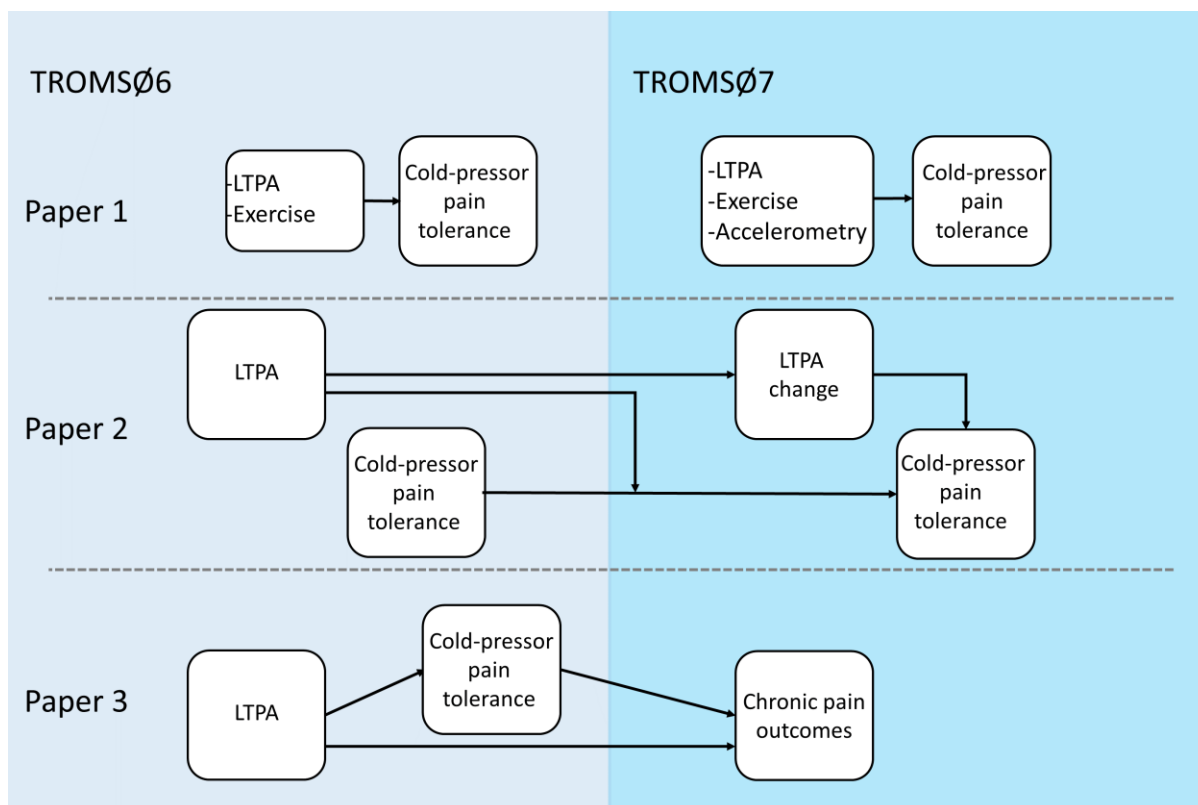 TROMSØ6
TROMSØ7
Paper 1
-LTPA
-Exercise
Cold-pressor
pain
tolerance
-LTPA
-Exercise
-Accelerometry
Cold-pressor
pain
tolerance
Paper 2
LTPA
LTPA
change
Cold-pressor
pain
tolerance
Cold-pressor
pain
tolerance
Paper 3
LTPA
Cold-pressor
pain
tolerance
Chronic pain
outcomes